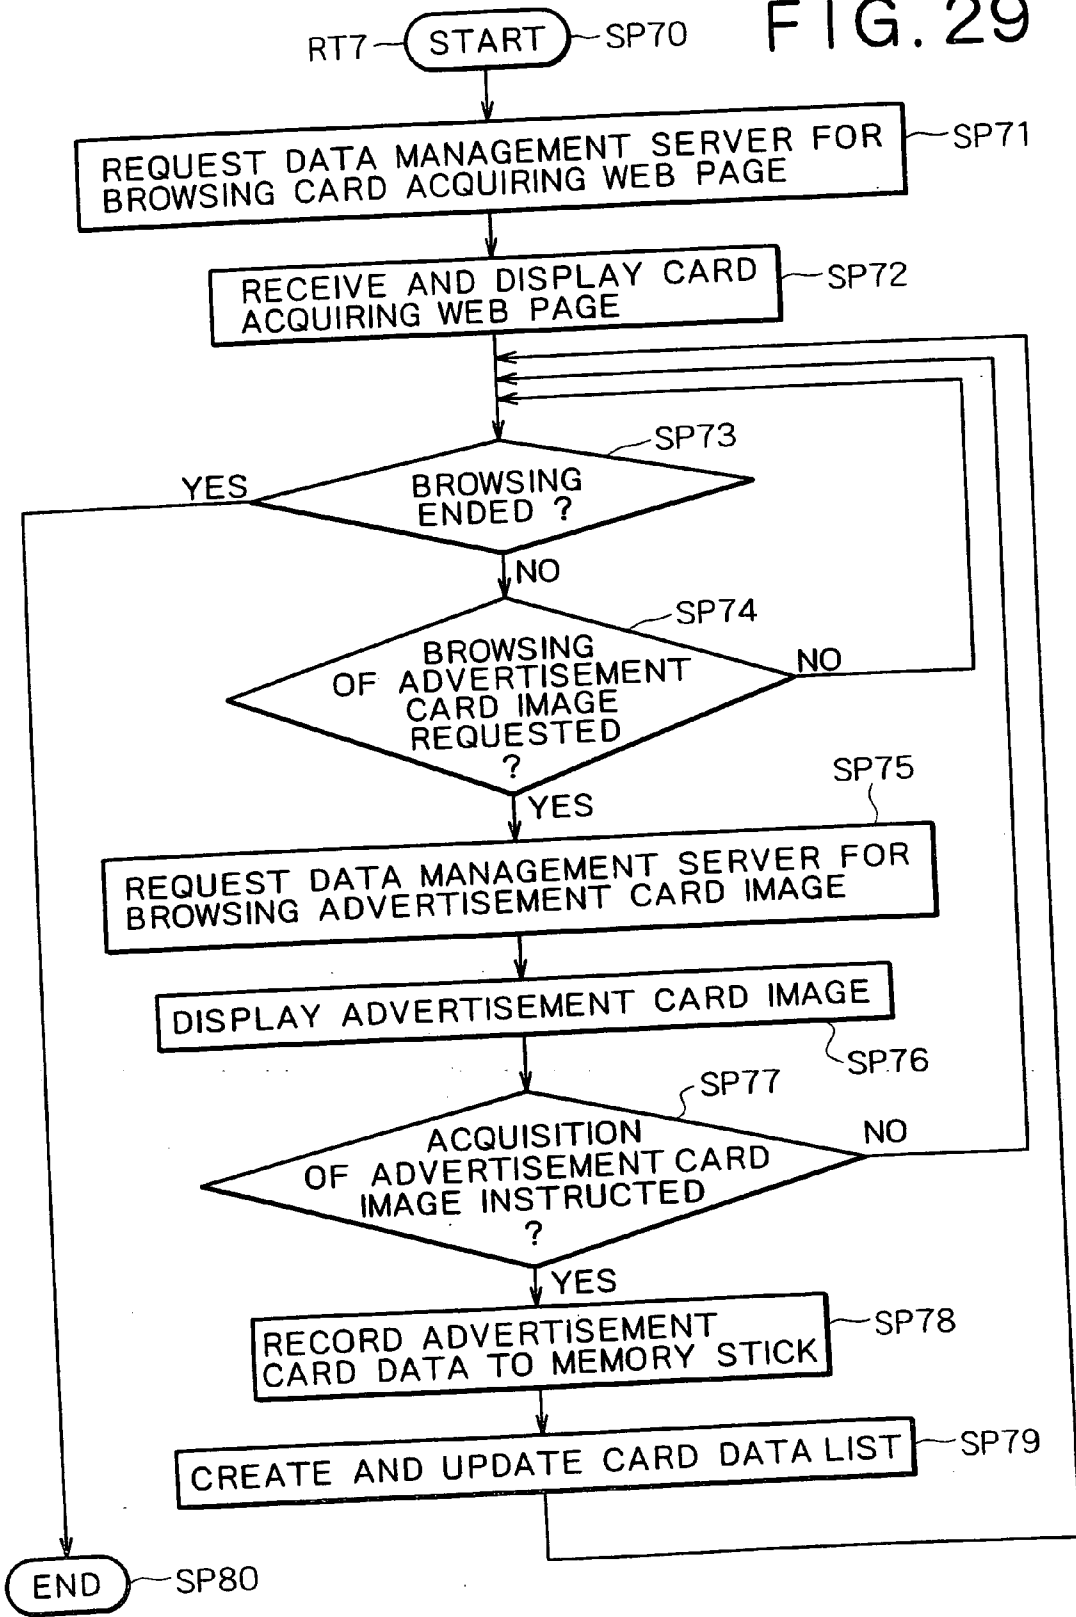 FIG. 29
RT7
START
SP70
REQUEST DATA MANAGEMENT SERVER FOR
BROWSING CARD ACQUIRING WEB PAGE
SP71
RECEIVE AND DISPLAY CARD
ACQUIRING WEB PAGE
SP72
SP73
YES
BROWSING
ENDED ?
NO
SP74
BROWSING
OF ADVERTISEMENT
CARD IMAGE
REQUESTED
?
NO
YES
SP75
REQUEST DATA MANAGEMENT SERVER FOR
BROWSING ADVERTISEMENT CARD IMAGE
DISPLAY ADVERTISEMENT CARD IMAGE
SP76
SP77
ACQUISITION
OF ADVERTISEMENT CARD
IMAGE INSTRUCTED
?
NO
YES
RECORD ADVERTISEMENT
CARD DATA TO MEMORY STICK
SP78
CREATE AND UPDATE CARD DATA LIST
SP79
END
SP80